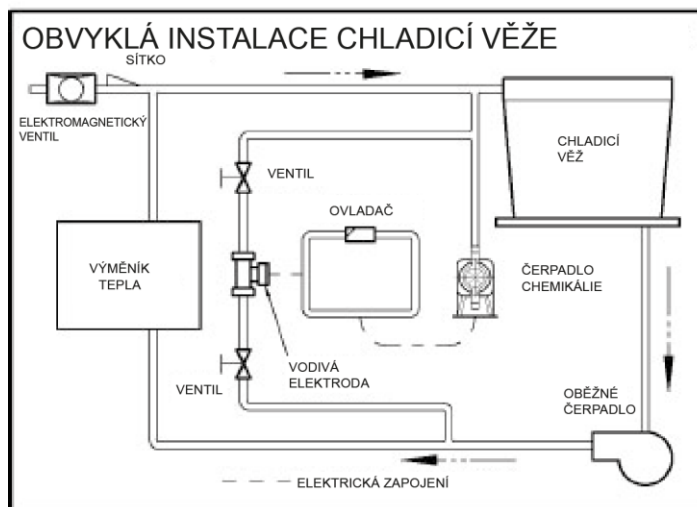 OBVYKLÁ INSTALACE CHLADICÍ VĚŽE
SÍTKO
ELEKTROMAGNETICKÝ
VENTIL
CHLADICÍ
VĚŽ
VENTIL
OVLADAČ
VÝMĚNÍK
TEPLA
ČERPADLO
CHEMIKÁLIE
VODIVÁ
ELEKTRODA
VENTIL
OBĚŽNÉ
ČERPADLO
ELEKTRICKÁ ZAPOJENÍ